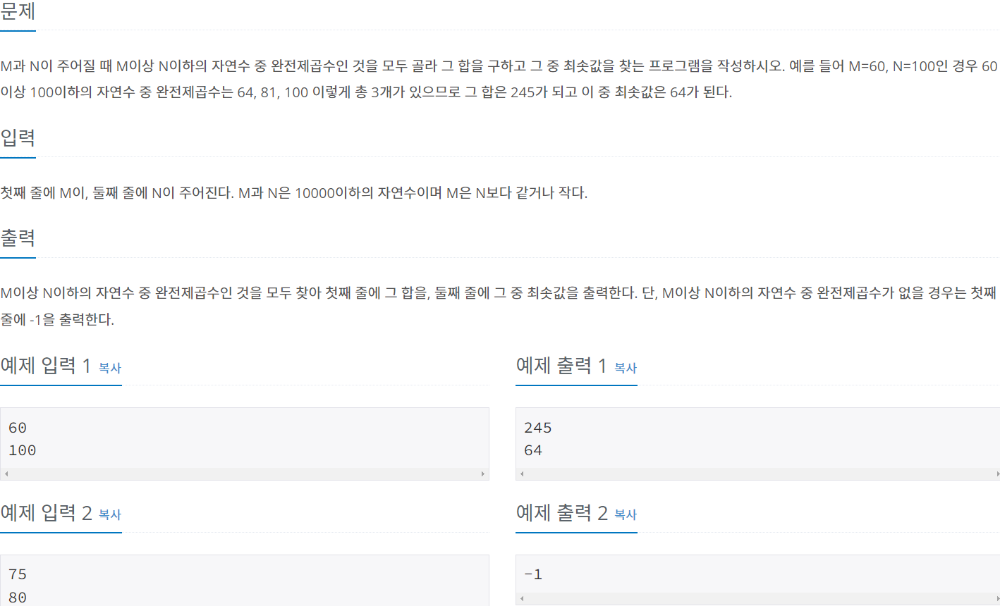 문제
M과 N이 주어질 때 M이상 N이하의 자연수 중 완전제곱수인 것을 모두 골라 그 합을 구하고 그 중 최솟값을 찾는 프로그램을 작성하시오. 예를 들어 M=60, N=100인 경우 60
이상 100이하의 자연수 중 완전제곱수는 64, 81, 100 이렇게 총 3개가 있으므로 그 합은 245가 되고 이 중 최솟값은 64가 된다.
입력
첫째 줄에 M이, 둘째 줄에 N이 주어진다. M과 N은 10000이하의 자연수이며 M은 N보다 같거나 작다.
출력
M이상 N이하의 자연수 중 완전제곱수인 것을 모두 찾아 첫째 줄에 그 합을, 둘째 줄에 그 중 최솟값을 출력한다. 단, M이상 N이하의 자연수 중 완전제곱수가 없을 경우는 첫째
줄에 -1을 출력한다.
예제 입력 1 복사
60
100
예제 출력 1 복사
245
64
예제 입력 2 복사
75
80
예제 출력 2 복사
-1